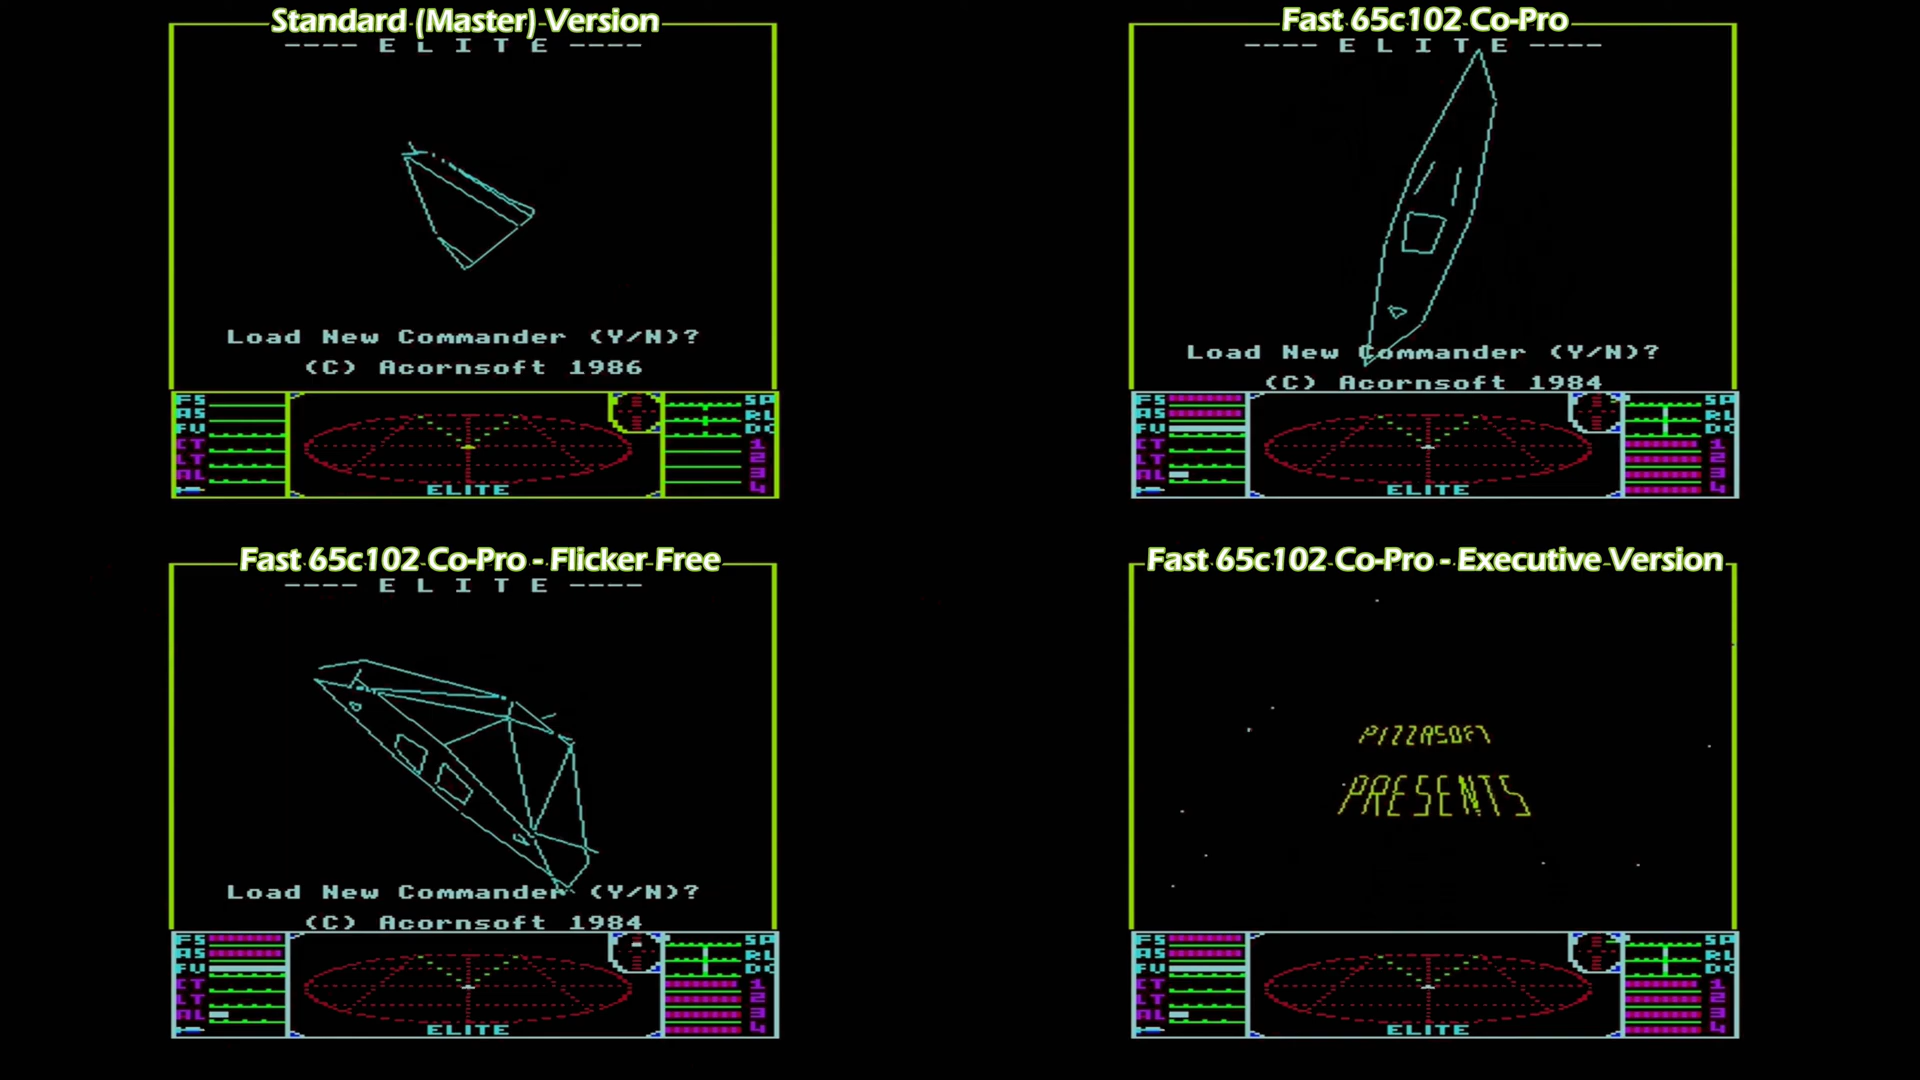 Standard (Master) Version
---- E L I T E ----
Load New Commander (Y/N)?
(C) Acornsoft 1986
FS
AS
FV
CT
LT
AL
ELITE
SP
RL
DC
1
2
3
4
Fast 65c102 Co-Pro
---- E L I T E ----
Load New Commander (Y/N)?
(C) Acornsoft 1984
FS
AS
FV
CT
LT
AL
ELITE
SP
RL
DC
1
2
3
4
Fast 65c102 Co-Pro - Flicker Free
---- E L I T E ----
Load New Commander (Y/N)?
(C) Acornsoft 1984
FS
AS
FV
CT
LT
AL
ELITE
SP
RL
DC
1
2
3
4
Fast 65c102 Co-Pro - Executive Version
PIZZASOFT
PRESENTS
FS
AS
FV
CT
LT
AL
ELITE
SP
RL
DC
1
2
3
4